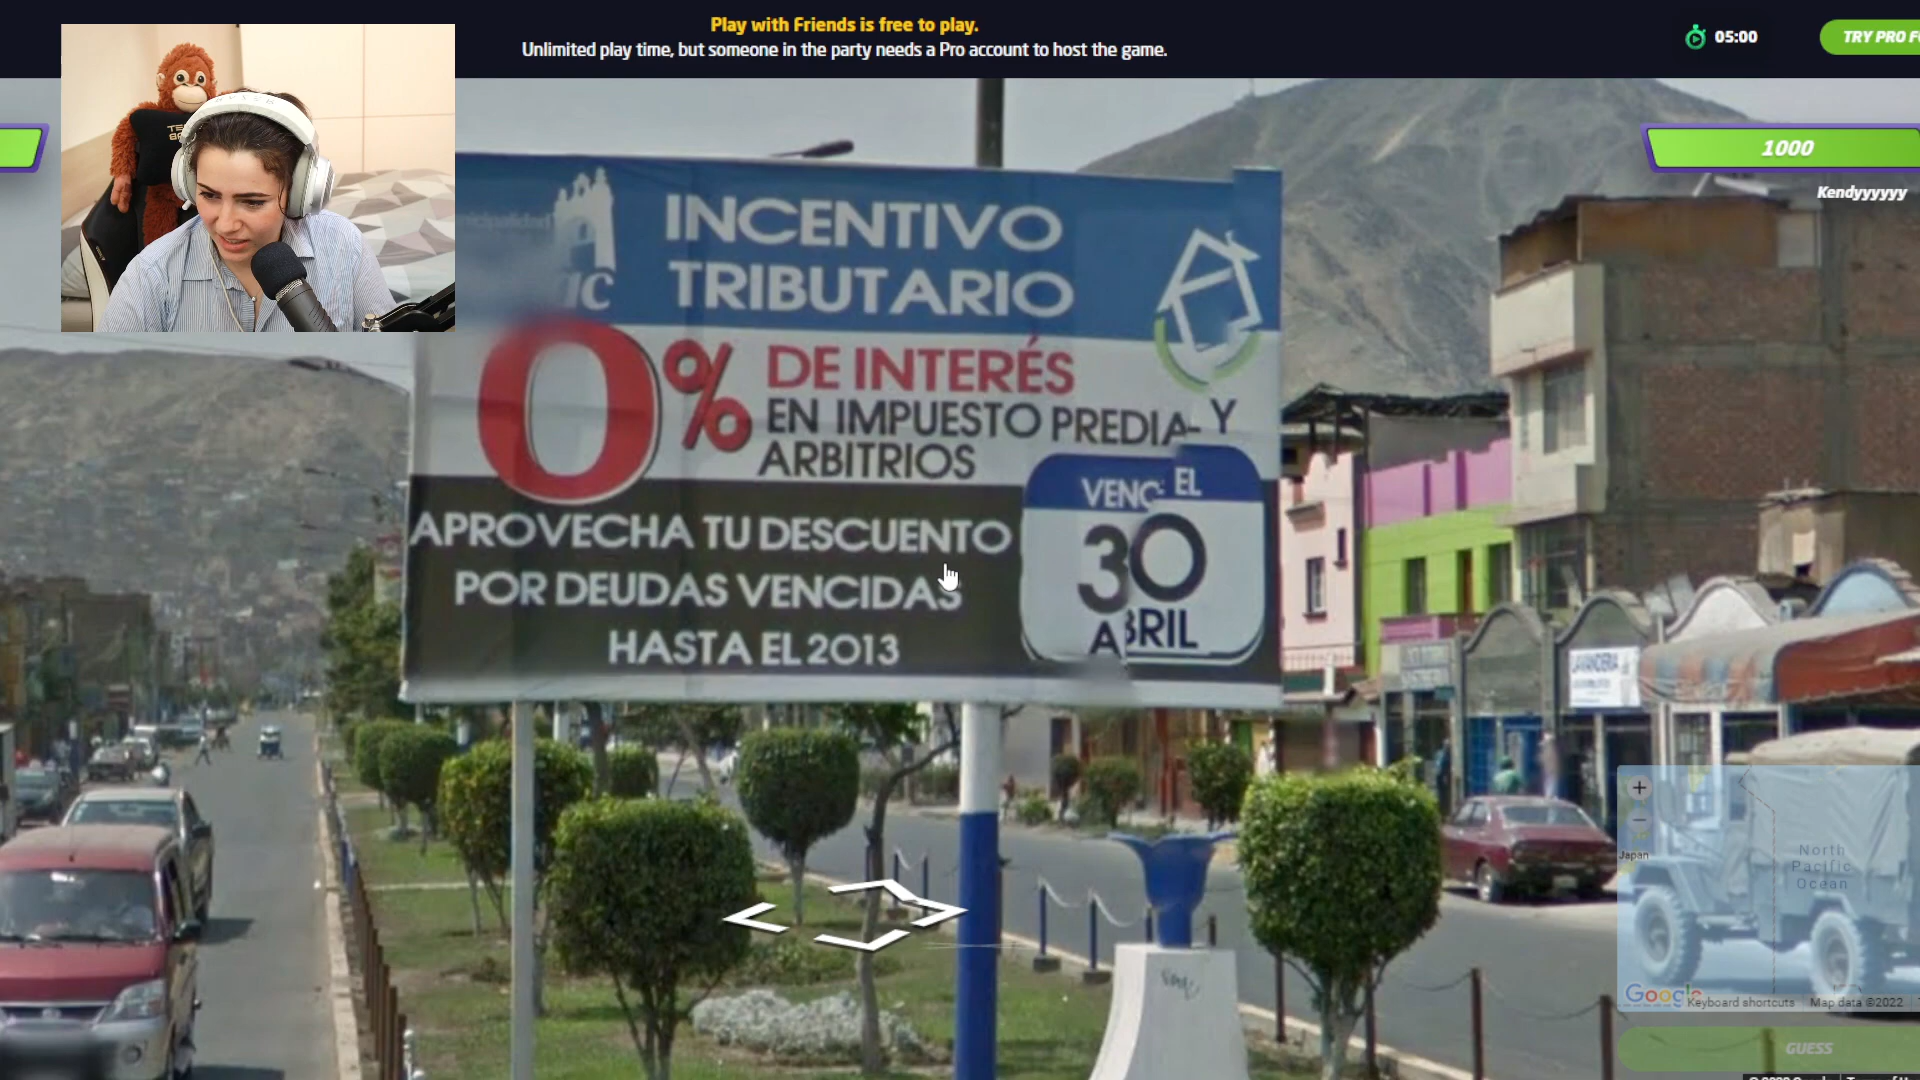 Play with Friends is free to play.
Unlimited play time, but someone in the party needs a Pro account to host the game.
05:00
TRY PRO
1000
Kendyyyyyy
INCENTIVO
TRIBUTARIO
0% DE INTERÉS
EN IMPUESTO PREDIA- Y
ARBITRIOS
EL
30
ABRIL
APROVECHA TU DESCUENTO
POR DEUDAS VENCIDAS
HASTA EL 2013
LAVANDERIA
Japan
North
Pacific
Ocean
Google
Keyboard shortcuts
Map data ©2022
GUESS